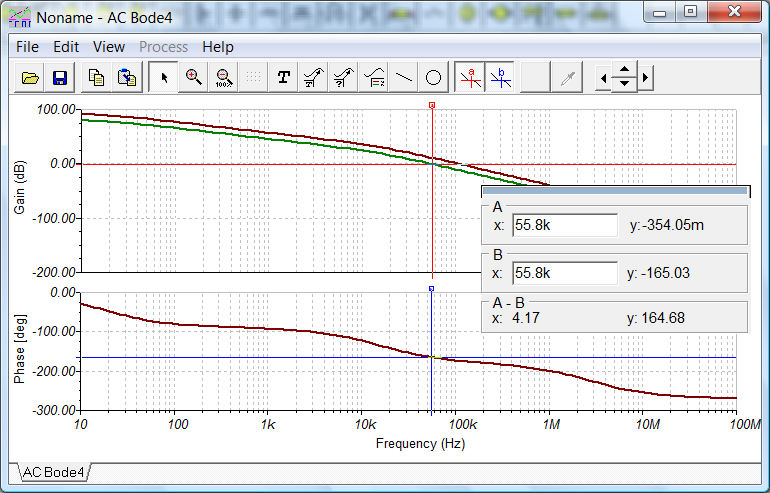 Noname - AC Bode4
File Edit View Process Help
T
100%
a
b
100.00
0.00
-100.00
-200.00
Gain (dB)
A
x: 55.8k y:-354.05m
B
x: 55.8k y: -165.03
A - B
x: 4.17 y: 164.68
a
b
0.00
-100.00
-200.00
-300.00
Phase [deg]
10 100 1k 10k 100k 1M 10M 100M
Frequency (Hz)
AC Bode4